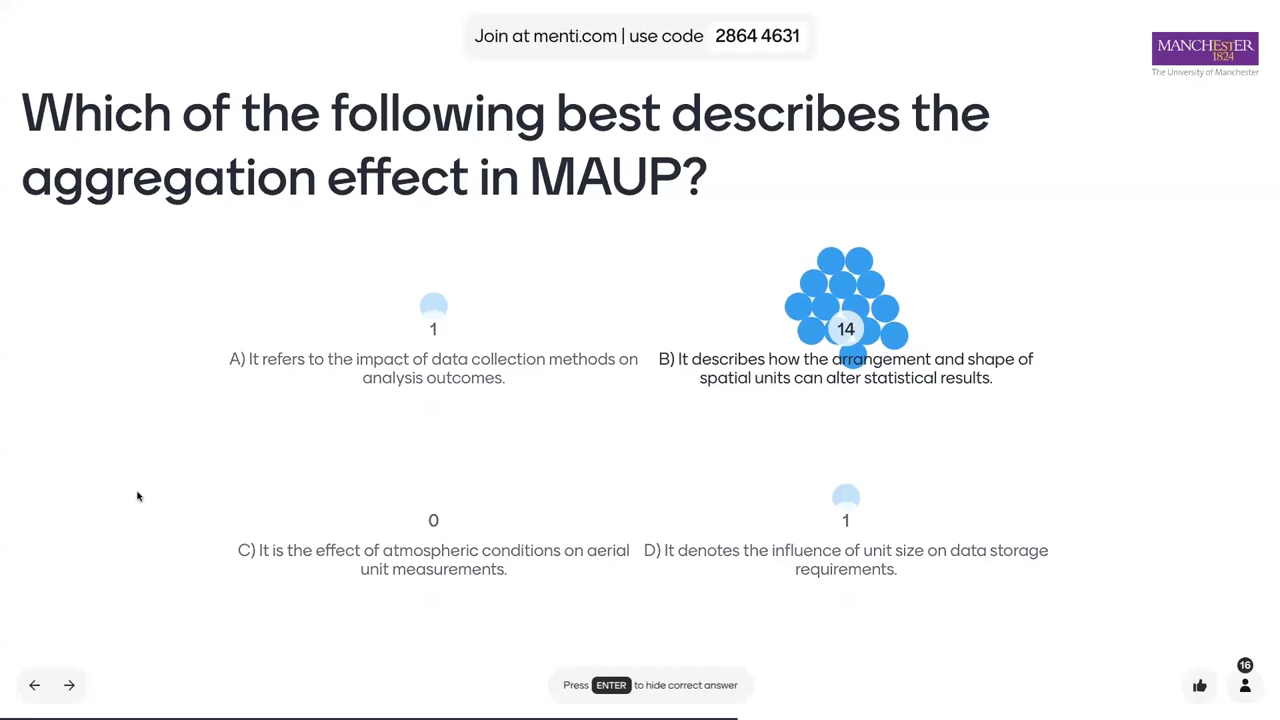 Join at menti.com | use code 2864 4631
MANCHESTER
1824
The University of Manchester
Which of the following best describes the
aggregation effect in MAUP?
1
A) It refers to the impact of data collection methods on
analysis outcomes.
14
B) It describes how the arrangement and shape of
spatial units can alter statistical results.
0
C) It is the effect of atmospheric conditions on aerial
unit measurements.
1
D) It denotes the influence of unit size on data storage
requirements.
Press ENTER to hide correct answer
16